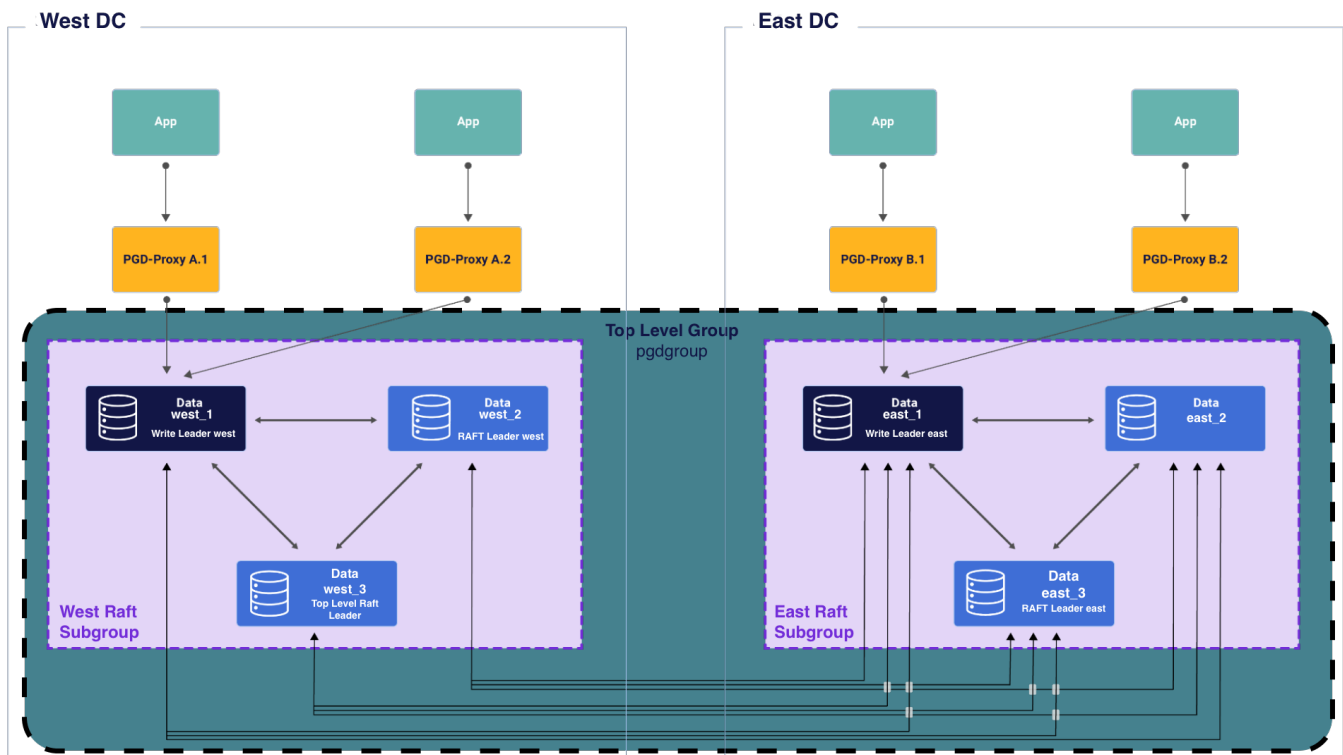 West DC
East DC
App
App
App
App
PGD-Proxy A.1
PGD-Proxy A.2
PGD-Proxy B.1
PGD-Proxy B.2
Top Level Group
pgdgroup
Data
west_1
Write Leader west
Data
west_2
RAFT Leader west
Data
east_1
Write Leader east
Data
east_2
Data
west_3
Top Level Raft
Leader
Data
east_3
RAFT Leader east
West Raft
Subgroup
East Raft
Subgroup